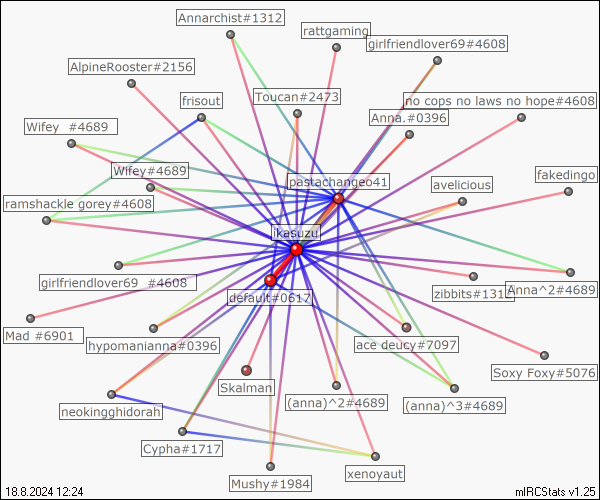 Annarchist#1312
rattgaming
girlfriendlover69#4608
AlpineRooster#2156
frisout
Toucan#2473
no cops no laws no hope#4608
Anna.#0396
Wifey  #4689
Wifey#4689
pastachange041
avelicious
fakedingo
ramshackle gorey#4608
ikasuzu
girlfriendlover69  #4608
default#0617
zibbits#1312
Anna^2#4689
Mad #6901
hypomanianna#0396
ace deucy#7097
Skalman
Soxy Foxy#5076
neokingghidorah
(anna)^2#4689
(anna)^3#4689
Cypha#1717
Mushy#1984
xenoyaut
18.8.2024 12:24
mIRCStats v1.25